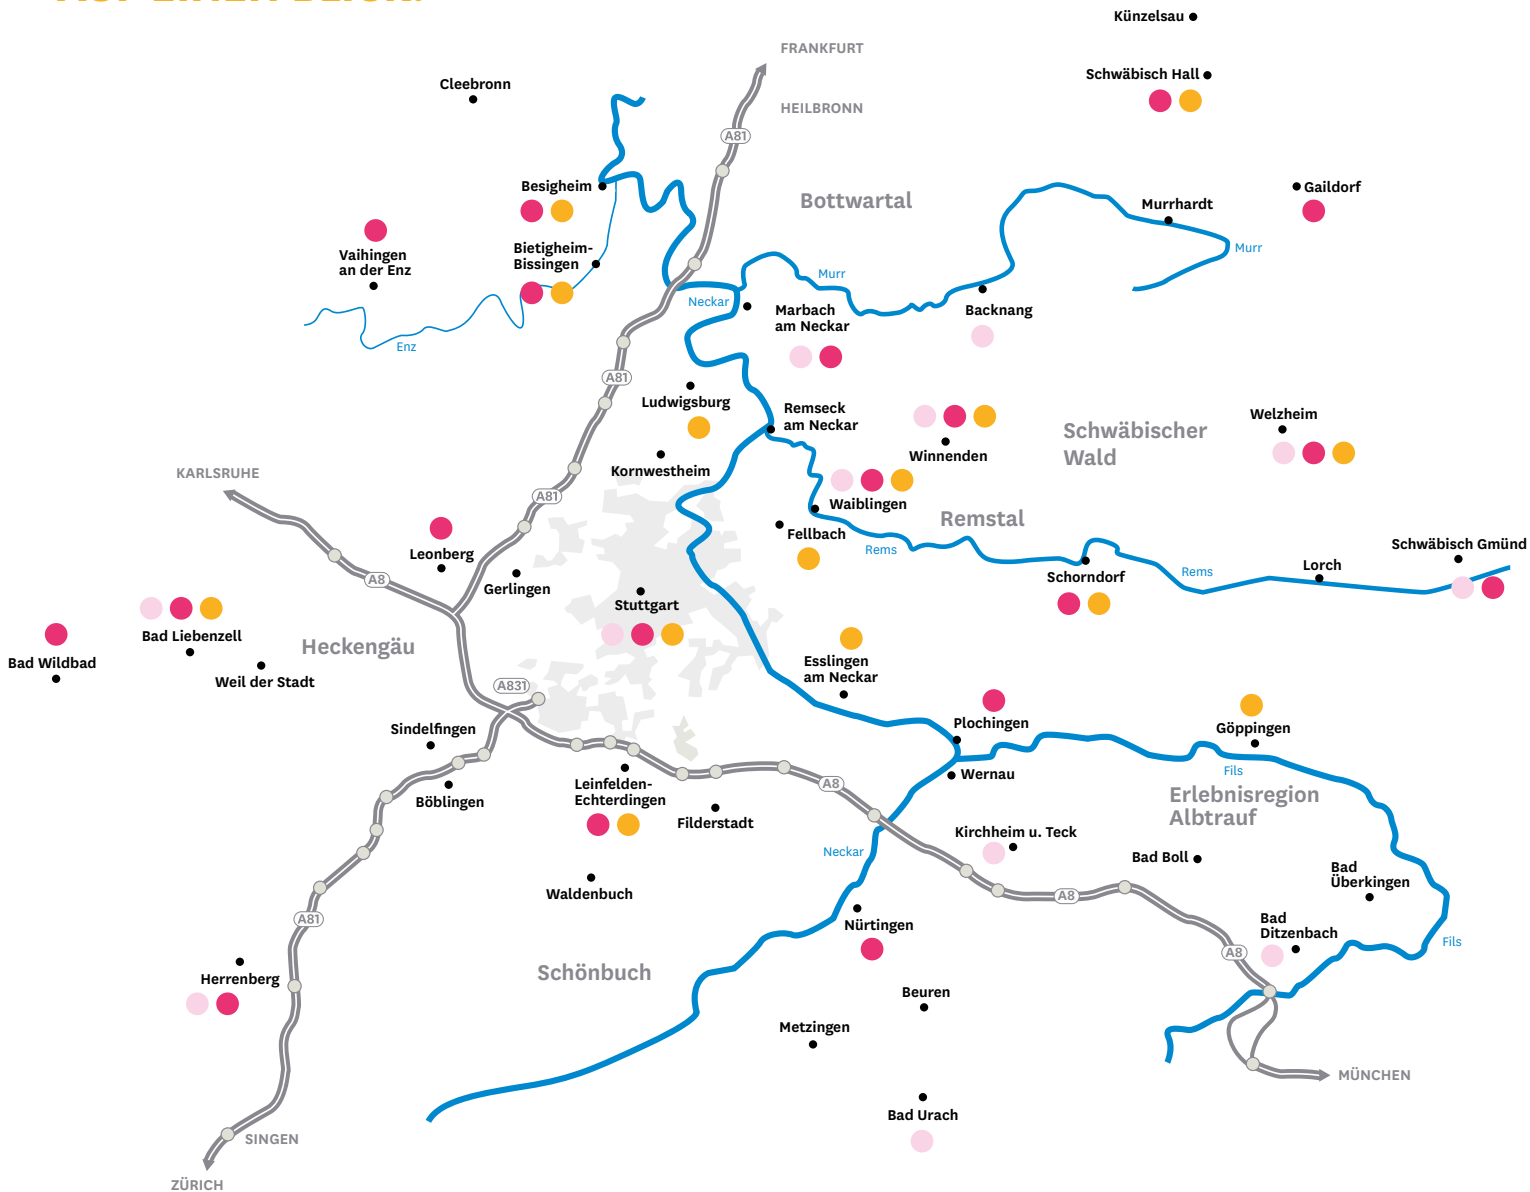 AUF EINEN BLICK.
Künzelsau
FRANKFURT
Schwäbisch Hall
Cleebronn
HEILBRONN
A81
Besigheim
Bottwartal
Gaildorf
Murrhardt
Vaihingen
an der Enz
Bietigheim-
Bissingen
Murr
Murr
Neckar
Marbach
am Neckar
Backnang
Enz
A81
Ludwigsburg
Remseck
am Neckar
Welzheim
Schwäbischer
Wald
Winnenden
Kornwestheim
KARLSRUHE
A81
Waiblingen
Remstal
Fellbach
Rems
Schwäbisch Gmünd
Leonberg
Gerlingen
A8
Schorndorf
Rems
Lorch
Stuttgart
Bad Liebenzell
Heckengäu
Bad Wildbad
Weil der Stadt
Esslingen
am Neckar
A831
Sindelfingen
Plochingen
Göppingen
Wernau
Fils
Leinfelden-
Echterdingen
A8
Erlebnisregion
Albtrauf
Böblingen
Filderstadt
Kirchheim u. Teck
Neckar
Bad Boll
Bad
Überkingen
Waldenbuch
A8
A81
Nürtingen
Bad
Ditzenbach
Fils
A8
Schönbuch
Herrenberg
Beuren
Metzingen
MÜNCHEN
Bad Urach
SINGEN
ZÜRICH